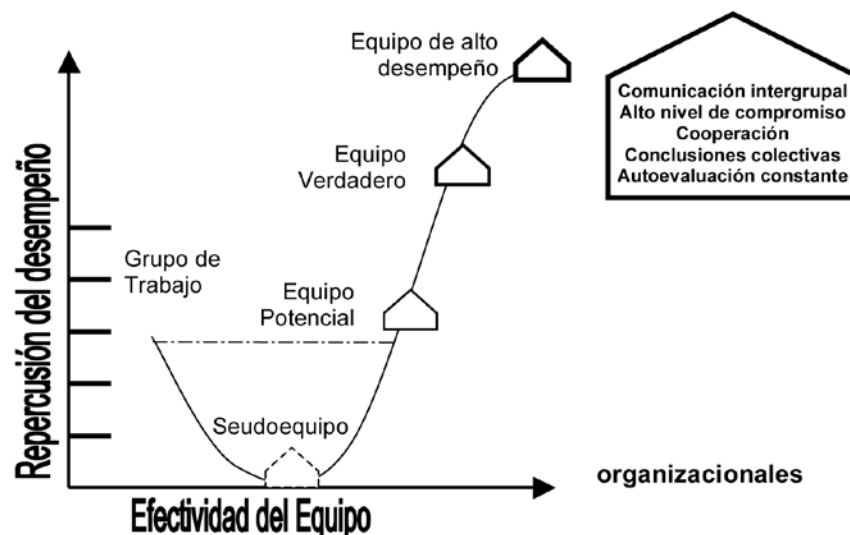 Equipo de alto
desempeño
Comunicación intergrupal
Alto nivel de compromiso
Cooperación
Conclusiones colectivas
Autoevaluación constante
Equipo
Verdadero
Repercusión del desempeño
Grupo de
Trabajo
Equipo
Potencial
Seudoequipo
organizacionales
Efectividad del Equipo